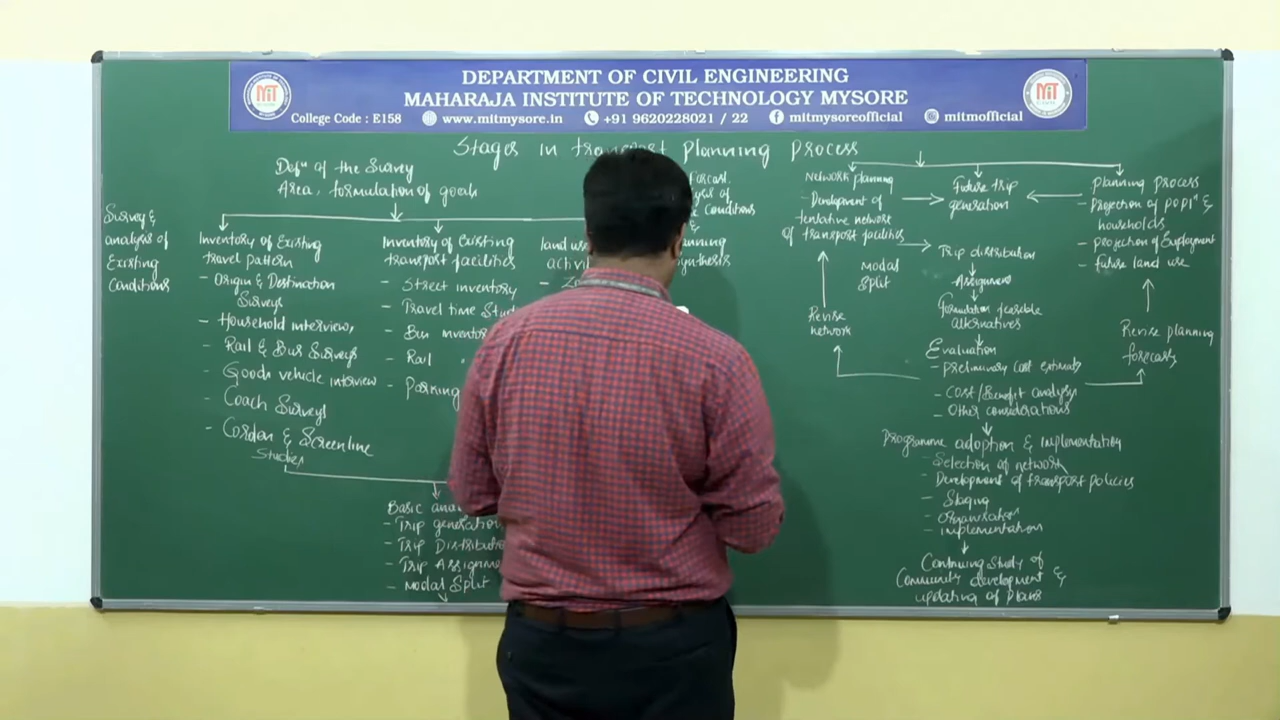 DEPARTMENT OF CIVIL ENGINEERING
MAHARAJA INSTITUTE OF TECHNOLOGY MYSORE
College Code : E158 www.mitmysore.in +91 9620228021 / 22 mitmysoreofficial mitmofficial
MIT
MIT
Stages in transport Planning Process
Defn of the Survey
Area, formulation of goals
Survey &
analysis of
Existing
Conditions
Inventory of Existing
travel pattern
- Origin & Destination
Surveys
- Household interview,
- Rail & Bus Surveys
- Goods vehicle interview
- Coach Surveys
- Cordon & Screenline
Studies
Inventory of existing
transport facilities
- Street inventory
- Travel time
- Bus
- Rail
- Parking
land use
Basic
- Trip generation
- Trip
- Trip
- Modal Split
Conditions
&
Network planning
- Development of
tentative network
of transport facilities
Modal
Split
Revise
network
Future trip
generation
Trip distribution
Assignment
Formulation feasible
alternatives
Evaluation
- preliminary cost estimate
- Cost/Benefit analysis
- Other considerations
Programme adoption & implementation
- Selection of network
- Development of transport policies
- Staging
- Organisation
- implementation
Continuing Study of
Community development &
updating of plans
Planning Process
- Projection of popln &
households
- projection of Employment
- future land use
Revise planning
forecasts